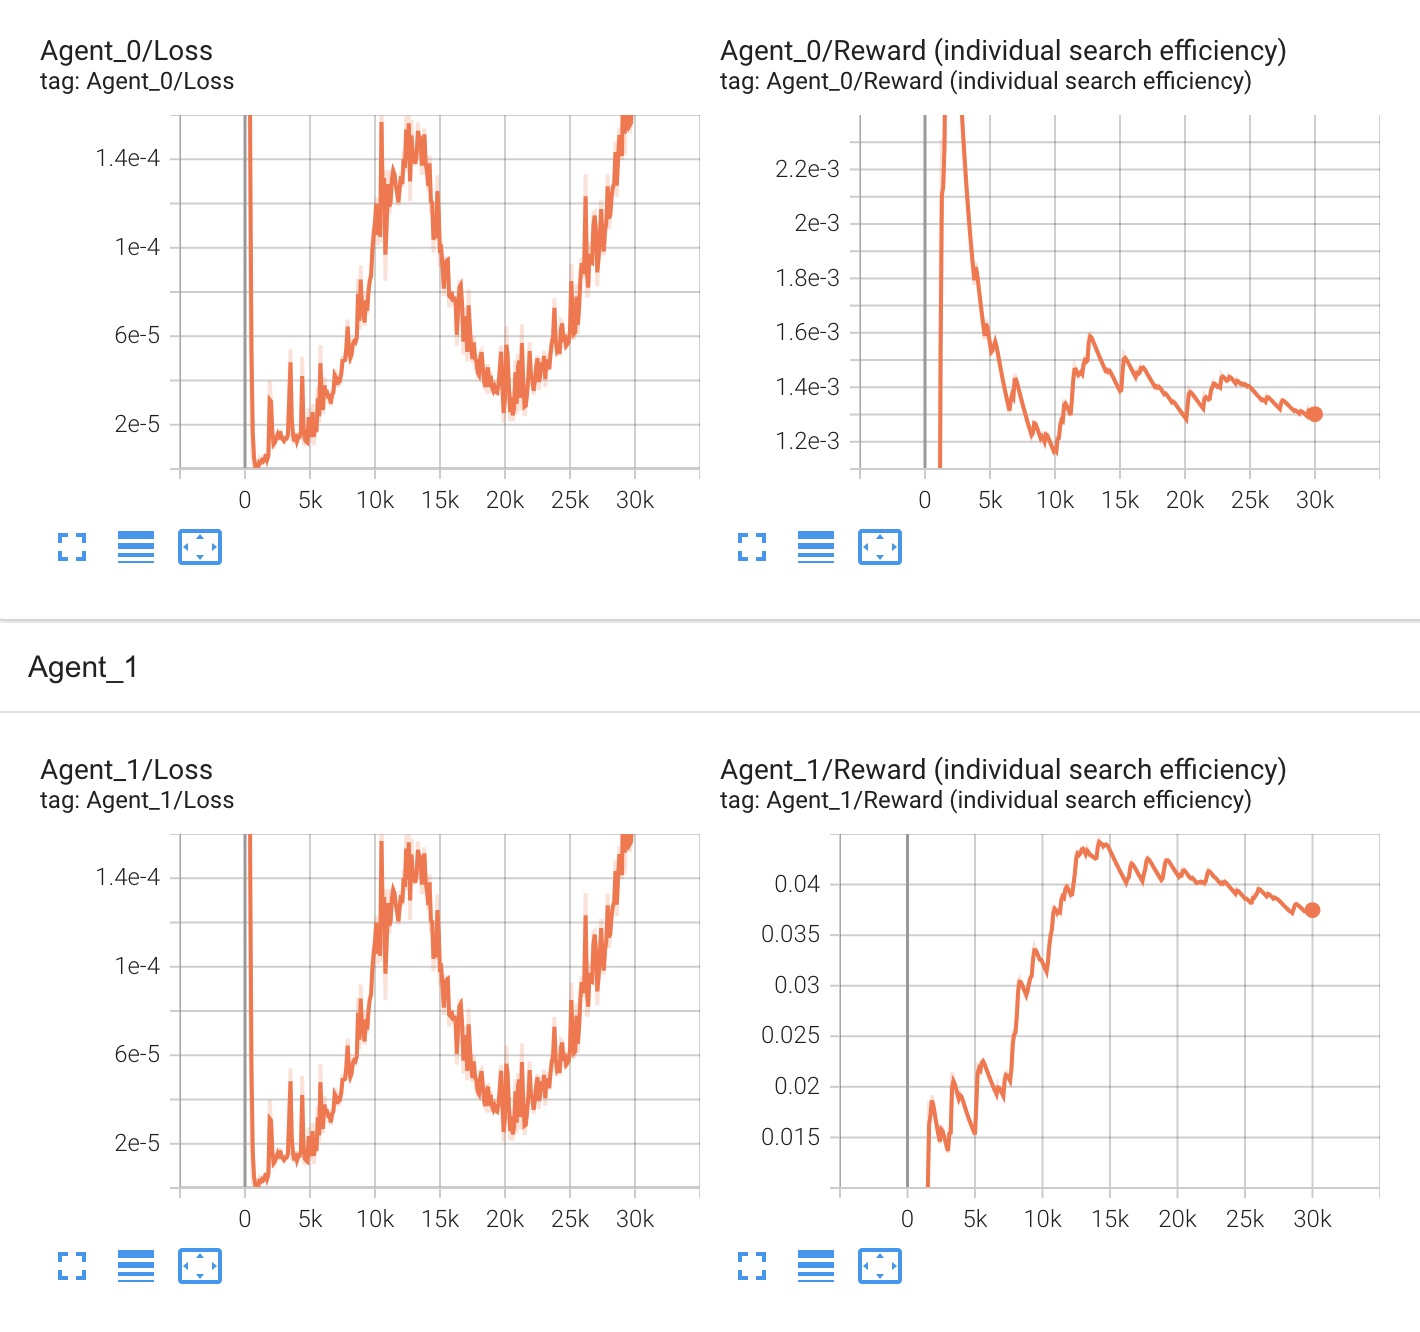 Agent_0/Loss
tag: Agent_0/Loss
1.4e-4
1e-4
6e-5
2e-5
0 5k 10k 15k 20k 25k 30k
Agent_0/Reward (individual search efficiency)
tag: Agent_0/Reward (individual search efficiency)
2.2e-3
2e-3
1.8e-3
1.6e-3
1.4e-3
1.2e-3
0 5k 10k 15k 20k 25k 30k
Agent_1
Agent_1/Loss
tag: Agent_1/Loss
1.4e-4
1e-4
6e-5
2e-5
0 5k 10k 15k 20k 25k 30k
Agent_1/Reward (individual search efficiency)
tag: Agent_1/Reward (individual search efficiency)
0.04
0.035
0.03
0.025
0.02
0.015
0 5k 10k 15k 20k 25k 30k